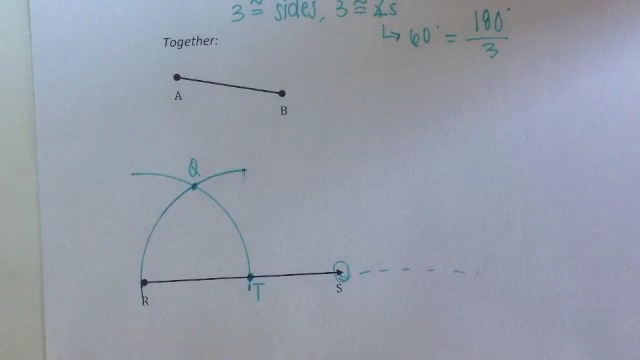 3 ≅ sides, 3 ≅ ∡s
↳ 60° = 180°/3
Together:
A
B
Q
R
T
S